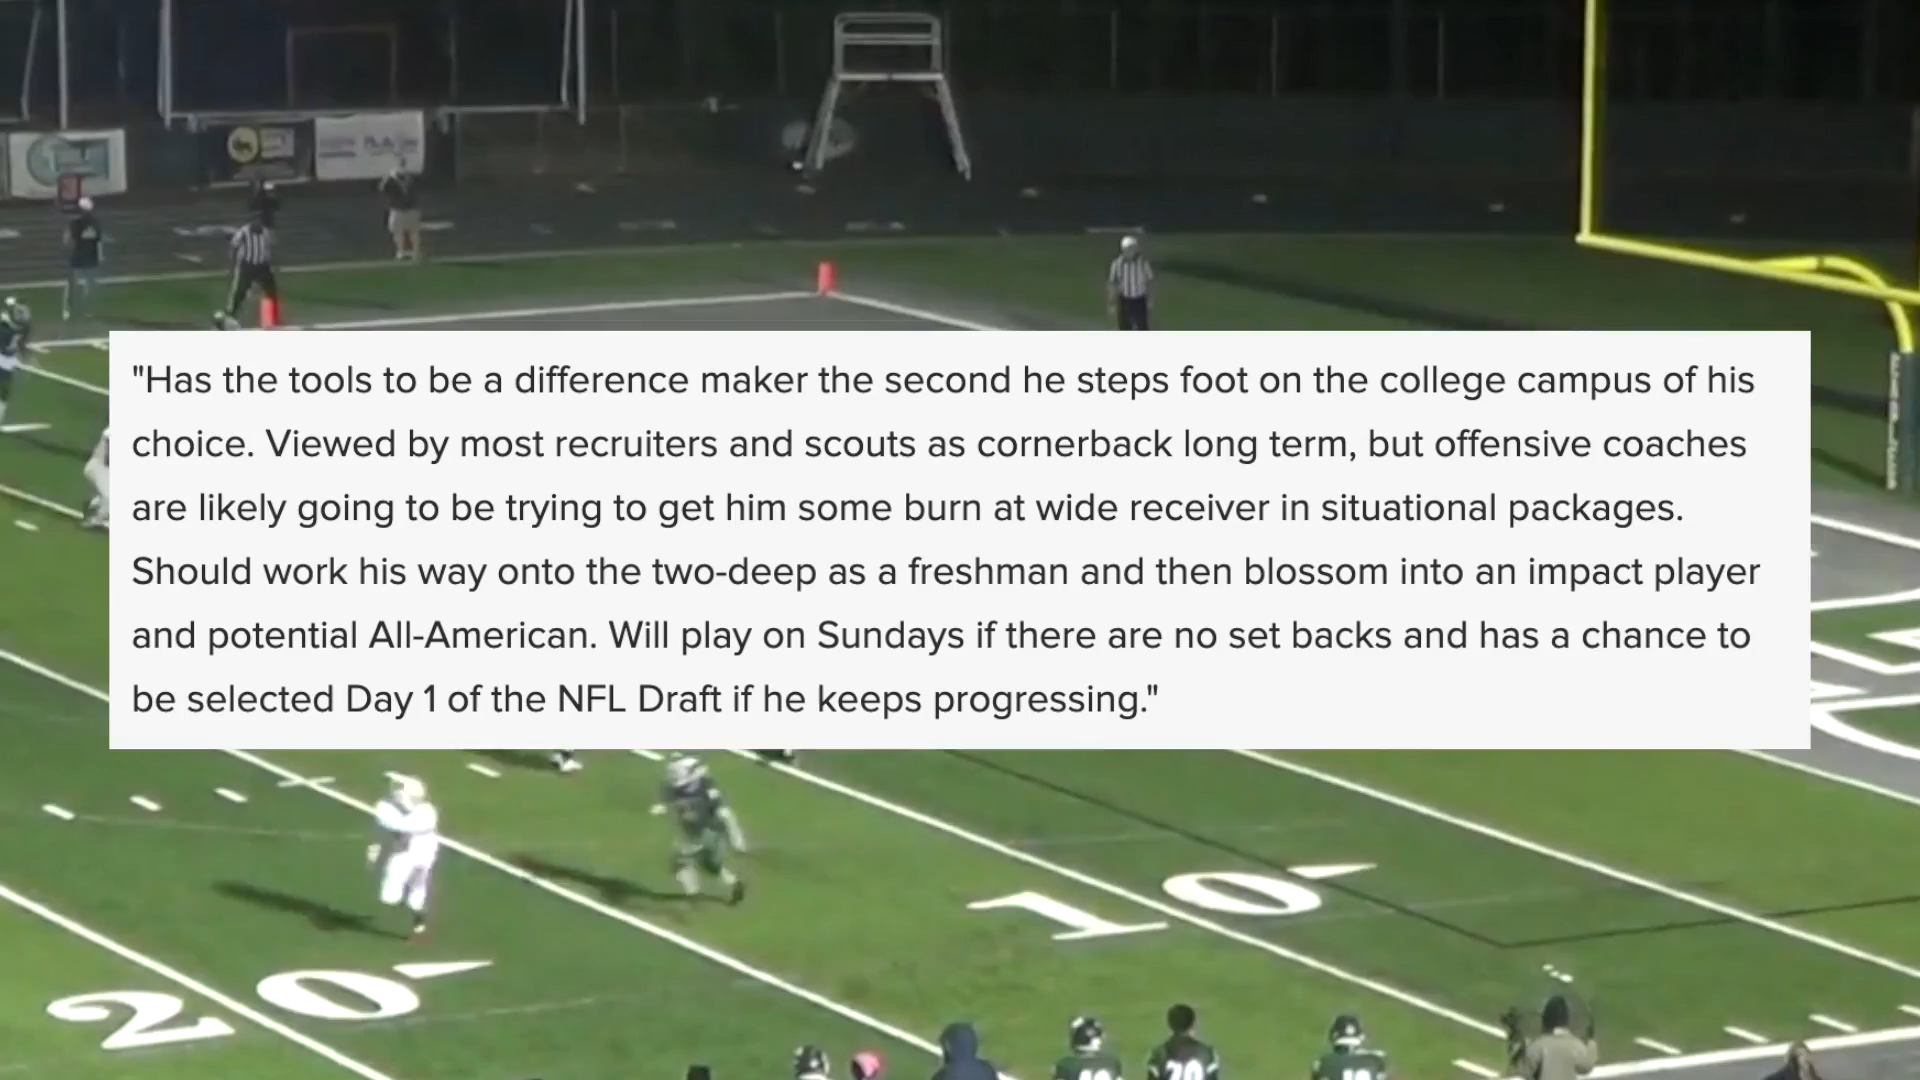 "Has the tools to be a difference maker the second he steps foot on the college campus of his
choice. Viewed by most recruiters and scouts as cornerback long term, but offensive coaches
are likely going to be trying to get him some burn at wide receiver in situational packages.
Should work his way onto the two-deep as a freshman and then blossom into an impact player
and potential All-American. Will play on Sundays if there are no set backs and has a chance to
be selected Day 1 of the NFL Draft if he keeps progressing."
10
20